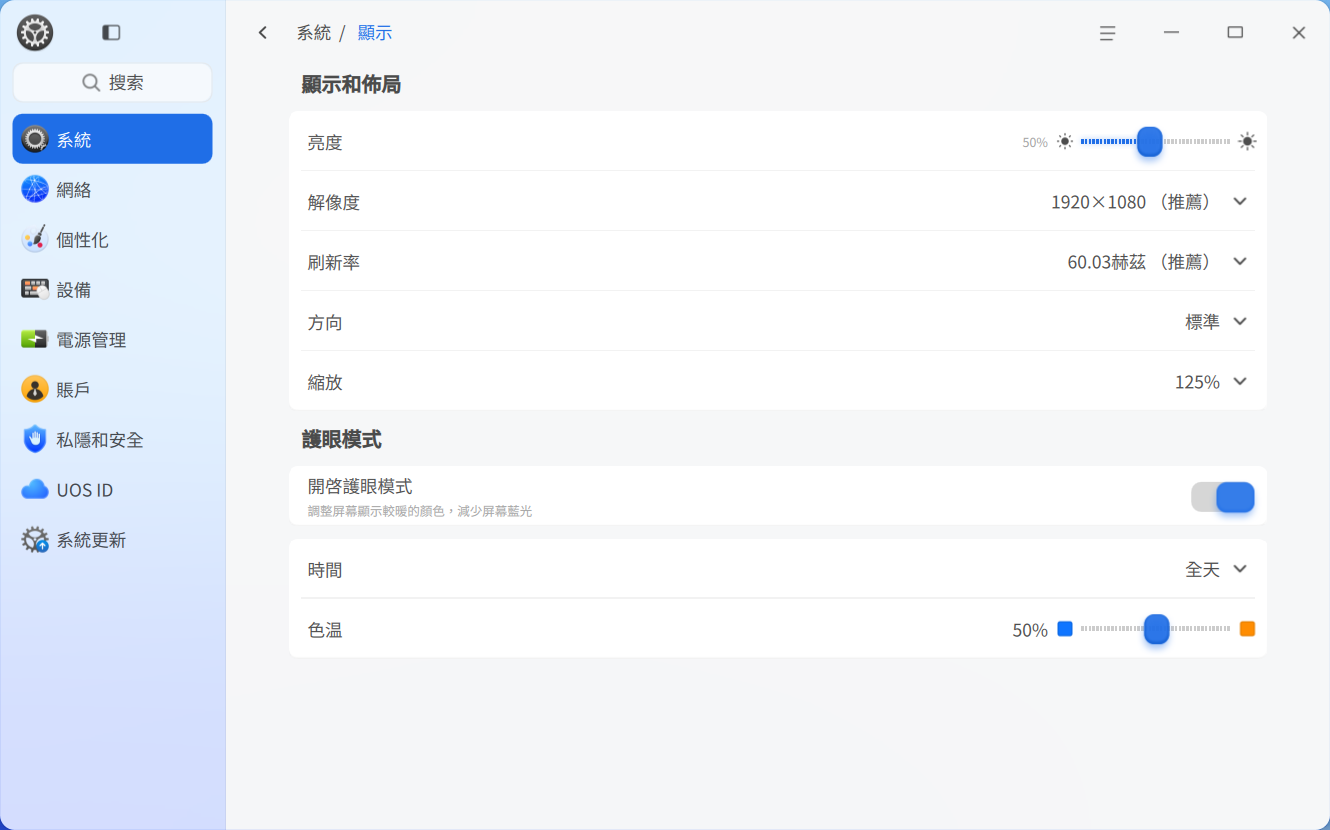 系統 / 顯示
搜索
系統
網絡
個性化
設備
電源管理
賬戶
私隱和安全
UOS ID
系統更新
顯示和佈局
亮度
50%
解像度
1920×1080 （推薦）
刷新率
60.03赫茲 （推薦）
方向
標準
縮放
125%
護眼模式
開啓護眼模式
調整屏幕顯示較暖的顏色，減少屏幕藍光
時間
全天
色温
50%